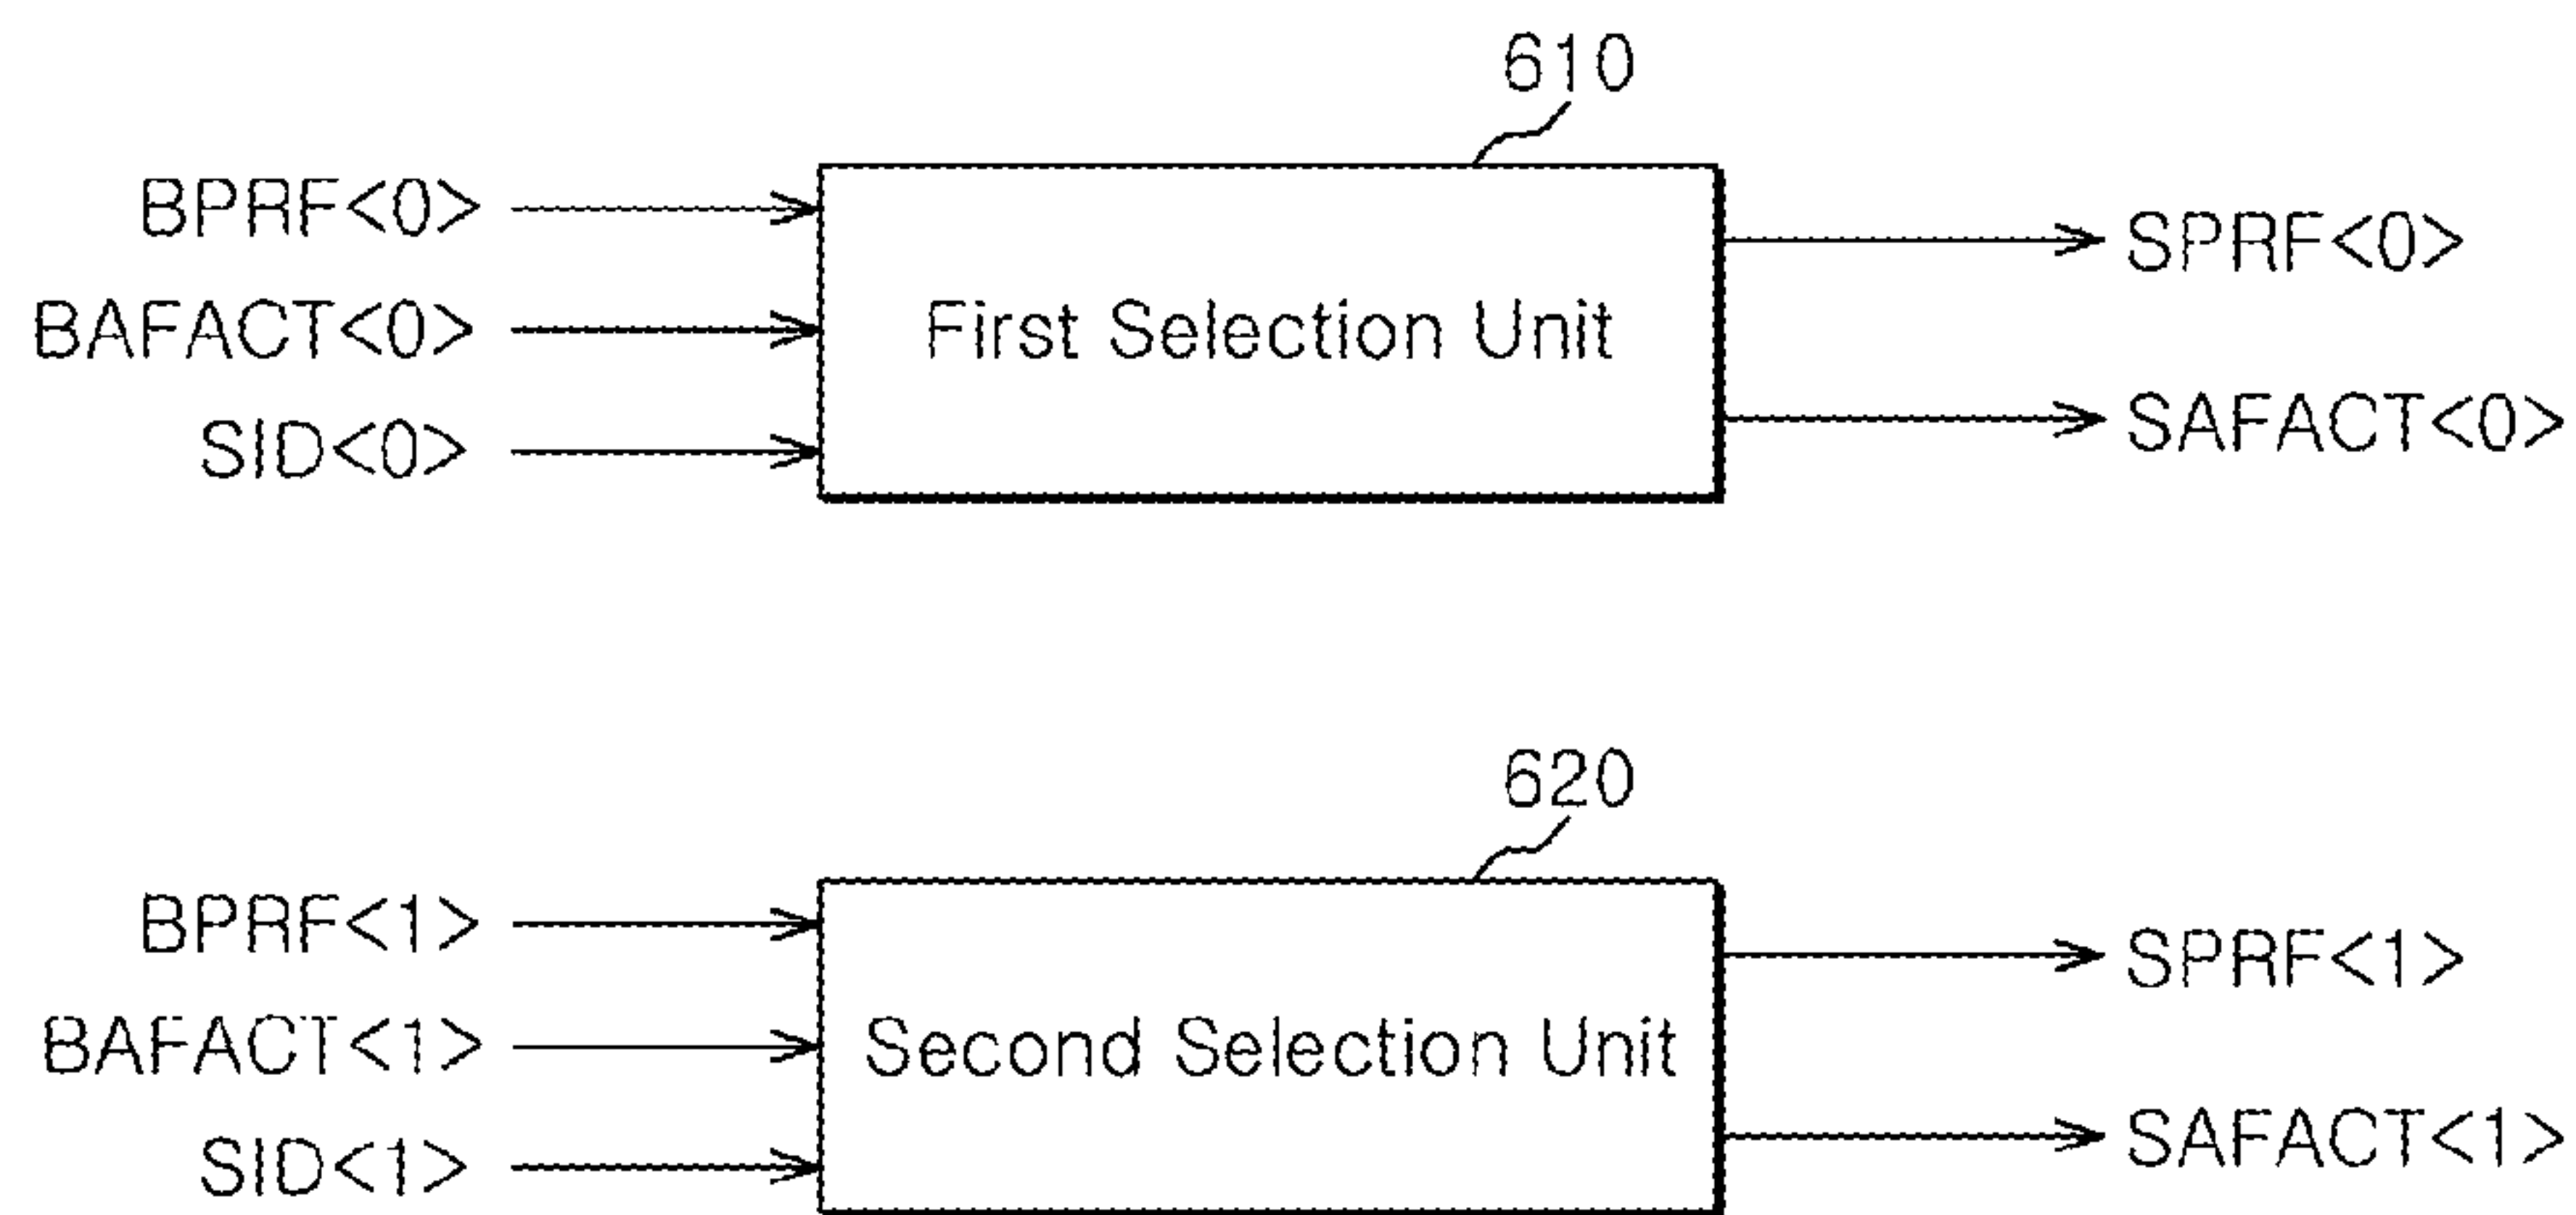 610
BPRF<0>
SPRF<0>
BAFACT<0>
First Selection Unit
SAFACT<0>
SID<0>
620
BPRF<1>
SPRF<1>
BAFACT<1>
Second Selection Unit
SAFACT<1>
SID<1>